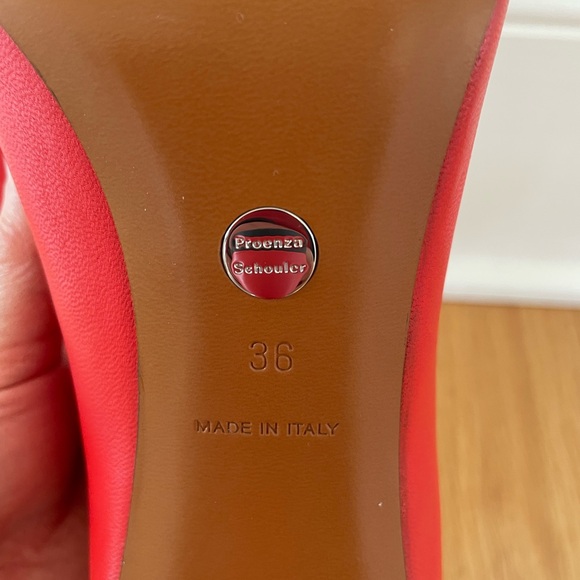 Proenza
Schouler
36
MADE IN ITALY